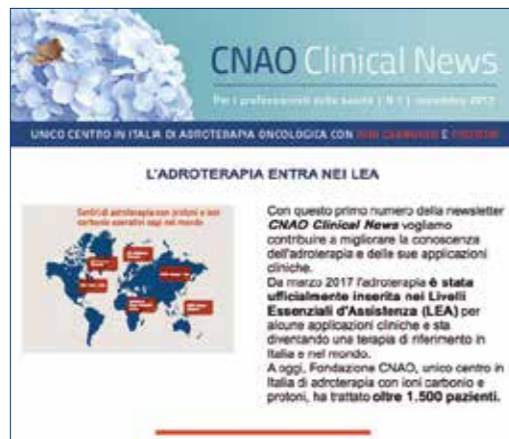 CNAO Clinical News
Per i professionisti della salute | N 1 | novembre 2017
UNICO CENTRO IN ITALIA DI ADROTERAPIA ONCOLOGICA CON IONI CARBONIO E PROTONI
L'ADROTERAPIA ENTRA NEI LEA
Centri di adroterapia con protoni e ioni
carbonio operativi oggi nel mondo
Con questo primo numero della newsletter
CNAO Clinical News vogliamo
contribuire a migliorare la conoscenza
dell'adroterapia e delle sue applicazioni
cliniche.
Da marzo 2017 l'adroterapia è stata
ufficialmente inserita nei Livelli
Essenziali d'Assistenza (LEA) per
alcune applicazioni cliniche e sta
diventando una terapia di riferimento in
Italia e nel mondo.
A oggi, Fondazione CNAO, unico centro in
Italia di adroterapia con ioni carbonio e
protoni, ha trattato oltre 1.500 pazienti.